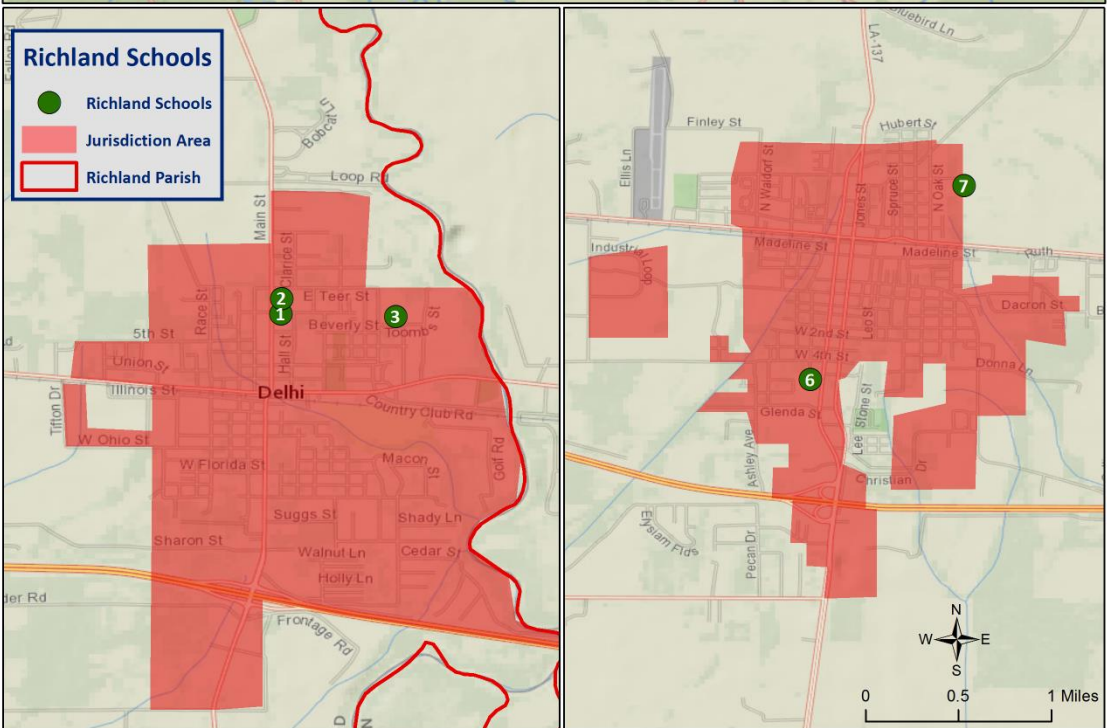 Richland Schools
Richland Schools
Jurisdiction Area
Richland Parish
Bobcat Ln
Loop Rd
Main St
Clarice St
2
E Teer St
1
3
Race St
Beverly St
Toomb's St
5th St
Hall St
Union St
Illinois St
Delhi
Tifton Dr
Country Club Rd
W Ohio St
W Florida St
Macon St
Golf Rd
Suggs St
Shady Ln
Sharon St
Walnut Ln
Cedar St
Holly Ln
der Rd
Frontage Rd
D
N
Bluebird Ln
LA-137
Finley St
Hubert St
Ellis Ln
N Waldorf St
Jones St
Spruce St
N Oak St
7
Industrial Loop
Madeline St
Madeline St
Ruth
Dacron St
W 2nd St
Leo St
W 4th St
Donna Ln
6
Glenda St
Lee
Stone St
Ashley Ave
Christian Dr
Elysiam Flds
Pecan Dr
N
W
E
S
0 0.5 1 Miles